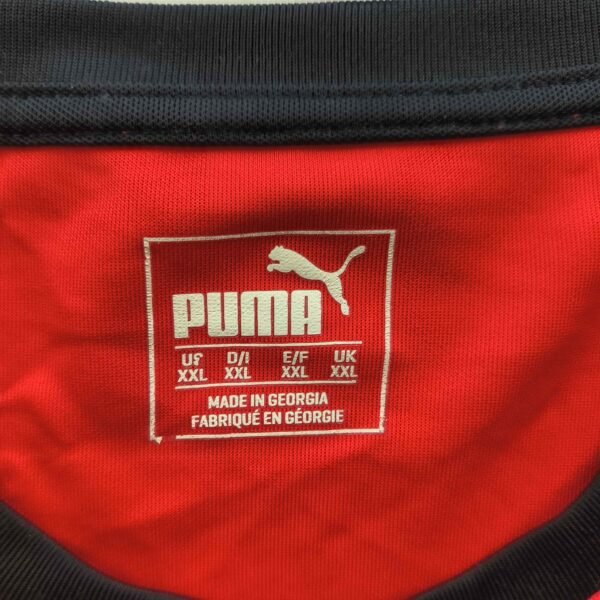 PUMA
US D/I E/F UK
XXL XXL XXL XXL
MADE IN GEORGIA
FABRIQUÉ EN GÉORGIE